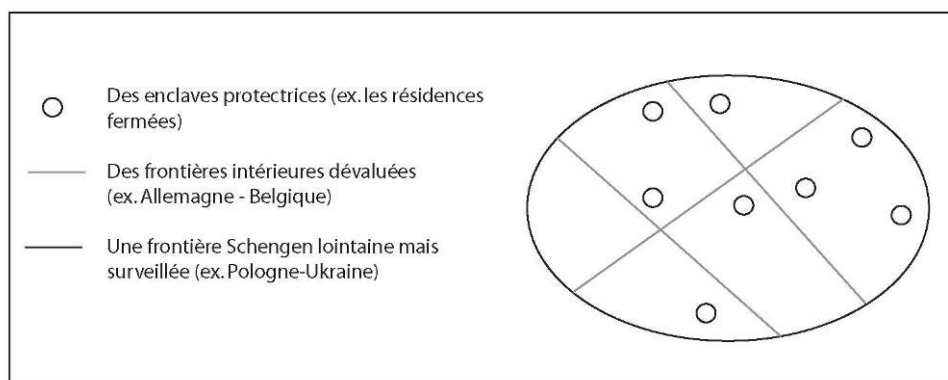 Des enclaves protectrices (ex. les résidences
fermées)
Des frontières intérieures dévaluées
(ex. Allemagne - Belgique)
Une frontière Schengen lointaine mais
surveillée (ex. Pologne-Ukraine)